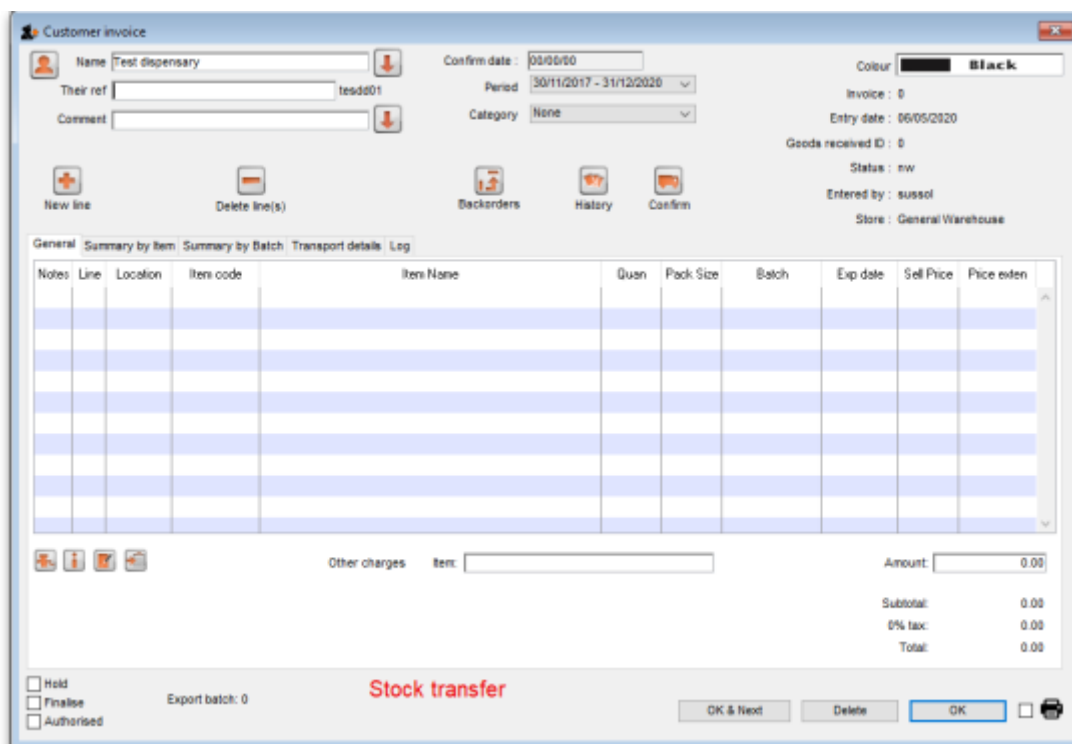 Customer invoice
Name Test dispensary
Their ref tesdd01
Comment
Confirm date : 00/00/00
Period 30/11/2017 - 31/12/2020
Category None
Colour Black
Invoice : 0
Entry date : 06/05/2020
Goods received ID : 0
Status : nw
Entered by : sussol
Store : General Warehouse
New line Delete line(s) Backorders History Confirm
General Summary by Item Summary by Batch Transport details Log
Notes Line Location Item code Item Name Quan Pack Size Batch Exp date Sell Price Price exten
Other charges Item: Amount: 0.00
Subtotal: 0.00
0% tax: 0.00
Total: 0.00
Hold
Finalise
Authorised
Export batch: 0
Stock transfer
OK & Next Delete OK